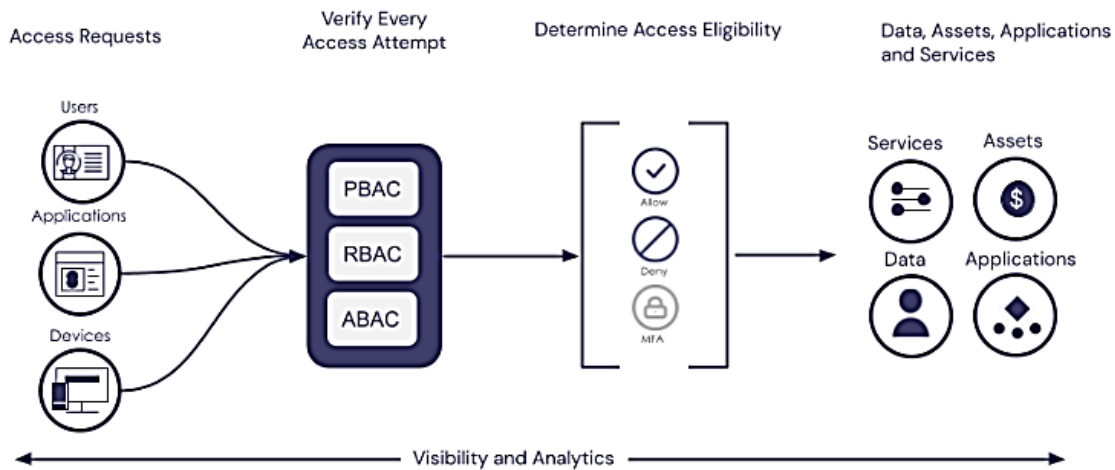 Access Requests
Verify Every
Access Attempt
Determine Access Eligibility
Data, Assets, Applications
and Services
Users
Applications
Devices
PBAC
RBAC
ABAC
Allow
Deny
MFA
Services
Assets
$
Data
Applications
Visibility and Analytics